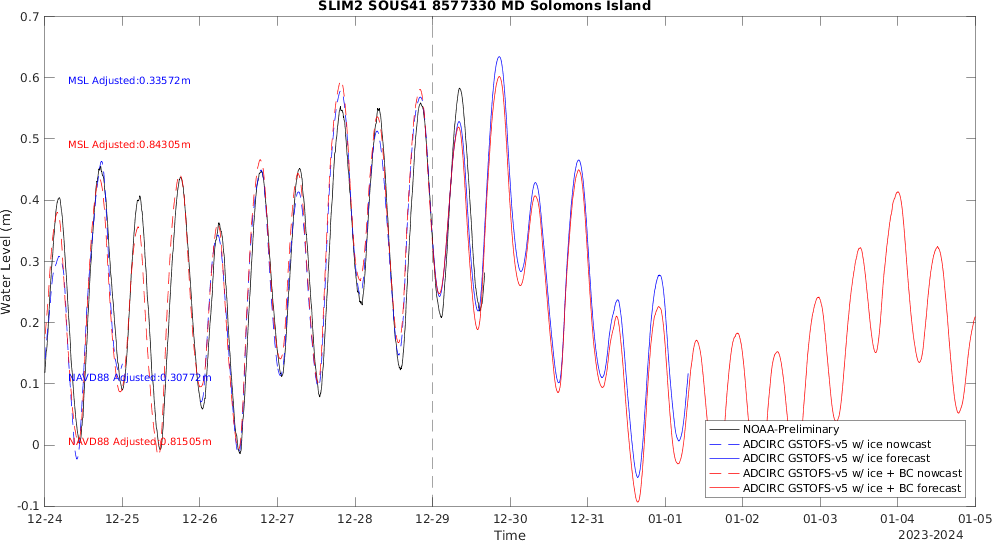 SLIM2 SOUS41 8577330 MD Solomons Island
0.7
0.6
0.5
0.4
0.3
0.2
0.1
0
-0.1
Water Level (m)
MSL Adjusted:0.33572m
MSL Adjusted:0.84305m
NAVD88 Adjusted:0.30772m
NAVD88 Adjusted:0.81505m
NOAA-Preliminary
ADCIRC GSTOFS-v5 w/ ice nowcast
ADCIRC GSTOFS-v5 w/ ice forecast
ADCIRC GSTOFS-v5 w/ ice + BC nowcast
ADCIRC GSTOFS-v5 w/ ice + BC forecast
12-24 12-25 12-26 12-27 12-28 12-29 12-30 12-31 01-01 01-02 01-03 01-04 01-05
Time
2023-2024